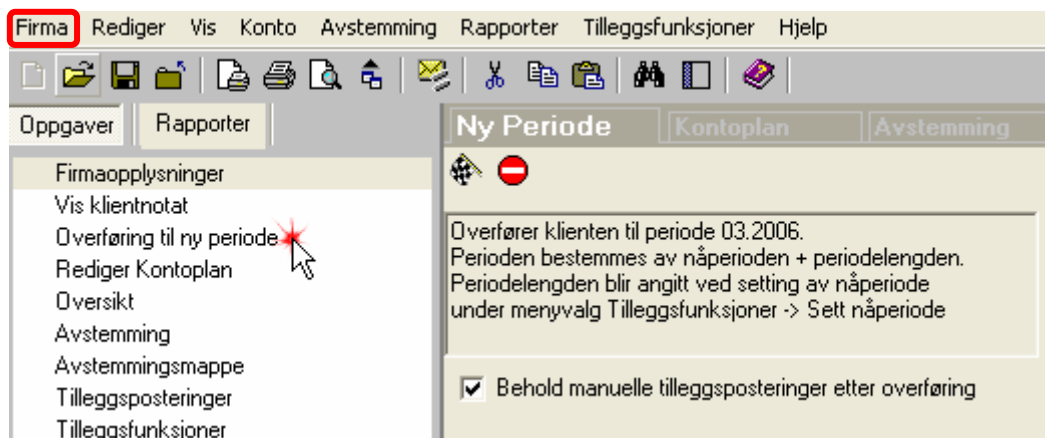 Firma Rediger Vis Konto Avstemming Rapporter Tilleggsfunksjoner Hjelp
Oppgaver Rapporter
Firmaopplysninger
Vis klientnotat
Overføring til ny periode
Rediger Kontoplan
Oversikt
Avstemming
Avstemmingsmappe
Tilleggsposteringer
Tilleggsfunksjoner
Ny Periode Kontoplan Avstemming
Overfører klienten til periode 03.2006.
Perioden bestemmes av nåperioden + periodelengden.
Periodelengden blir angitt ved setting av nåperiode
under menyvalg Tilleggsfunksjoner -> Sett nåperiode
Behold manuelle tilleggsposteringer etter overføring